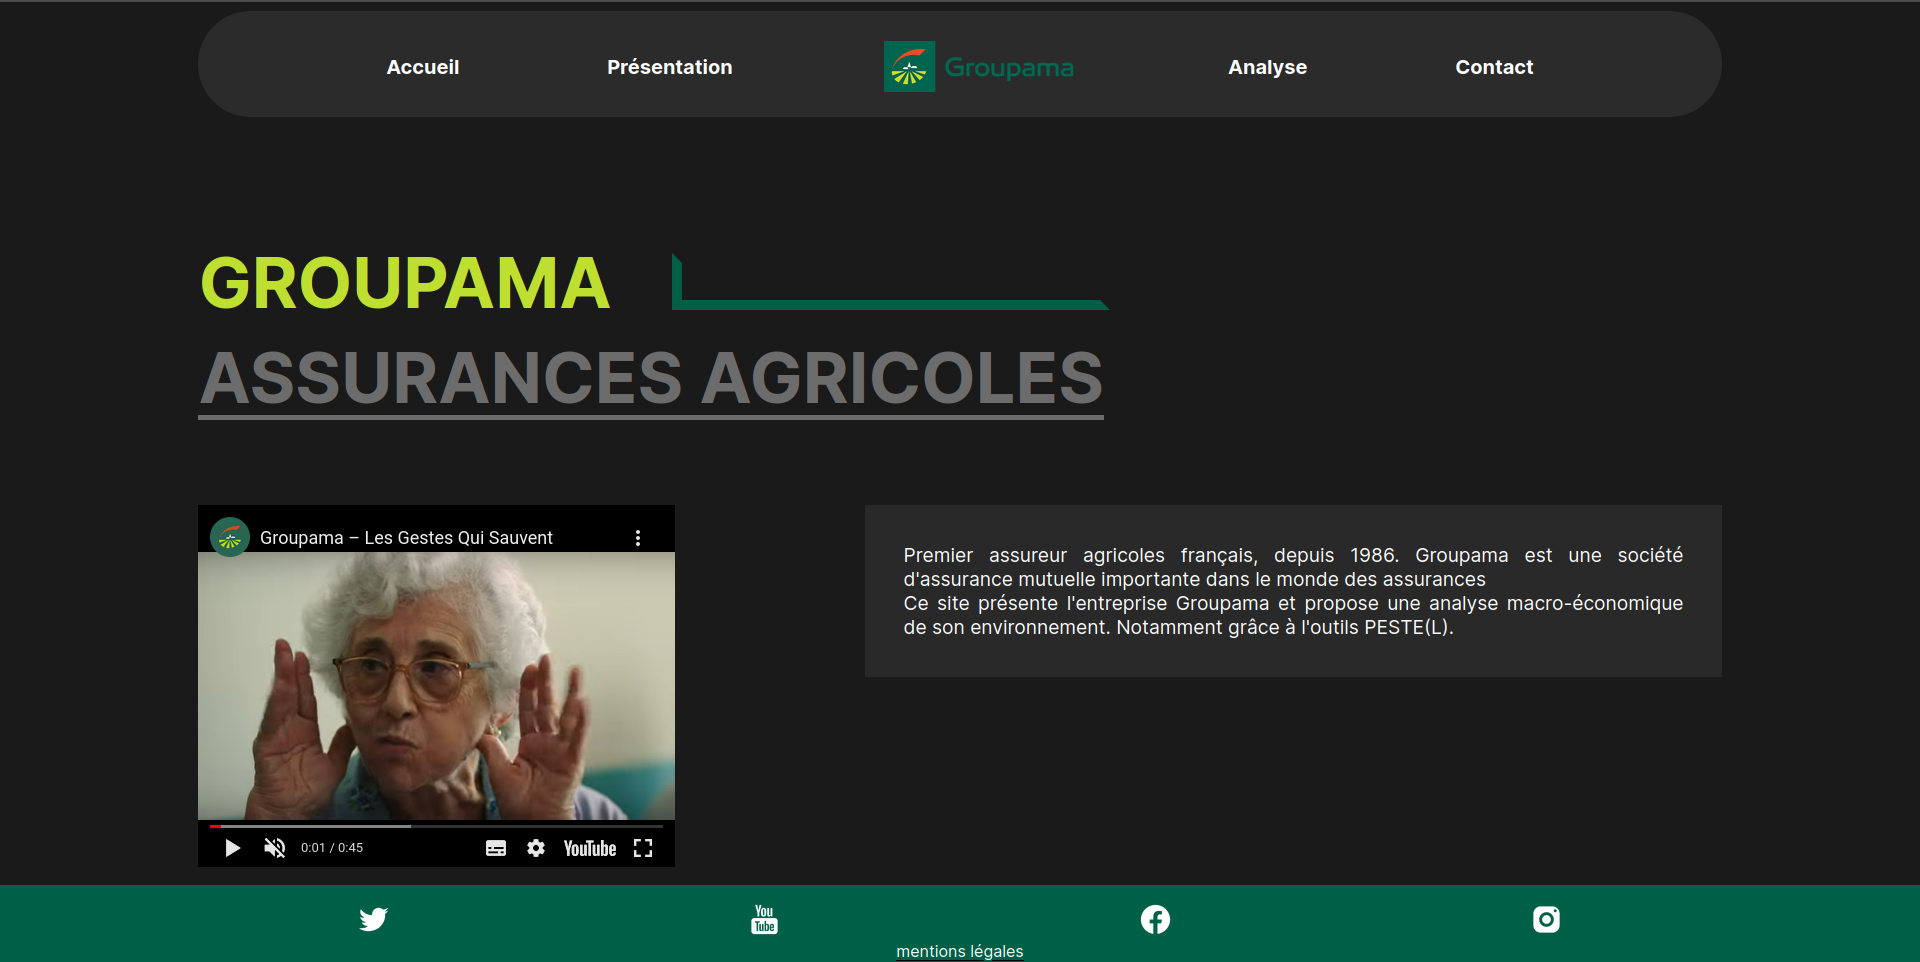 Accueil
Présentation
Groupama
Analyse
Contact
GROUPAMA
ASSURANCES AGRICOLES
Groupama – Les Gestes Qui Sauvent
0:01 / 0:45
YouTube
Premier assureur agricoles français, depuis 1986. Groupama est une société
d'assurance mutuelle importante dans le monde des assurances
Ce site présente l'entreprise Groupama et propose une analyse macro-économique
de son environnement. Notamment grâce à l'outils PESTE(L).
You
Tube
mentions légales